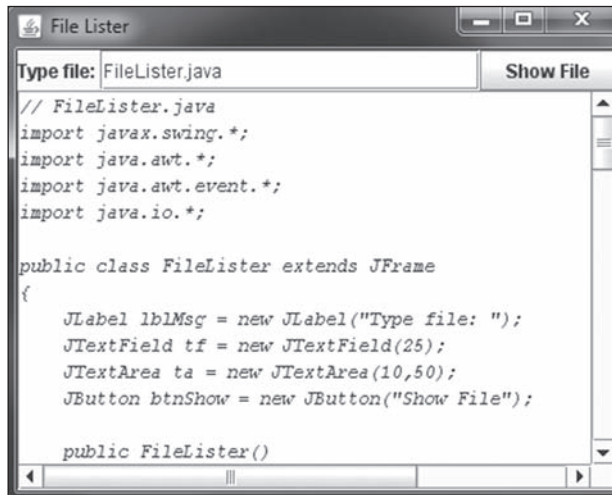 File Lister
Type file: FileLister.java Show File
// FileLister.java
import javax.swing.*;
import java.awt.*;
import java.awt.event.*;
import java.io.*;

public class FileLister extends JFrame
{
    JLabel lblMsg = new JLabel("Type file: ");
    JTextField tf = new JTextField(25);
    JTextArea ta = new JTextArea(10,50);
    JButton btnShow = new JButton("Show File");

    public FileLister()